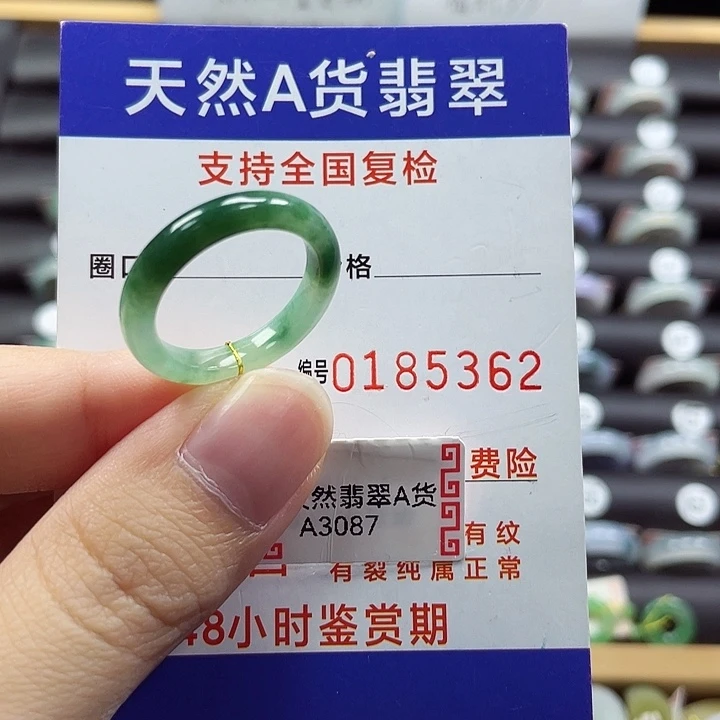 天然A货翡翠
支持全国复检
圈口 格
编号0185362
费险
然翡翠A货
A3087
有纹
有裂纯属正常
48小时鉴赏期